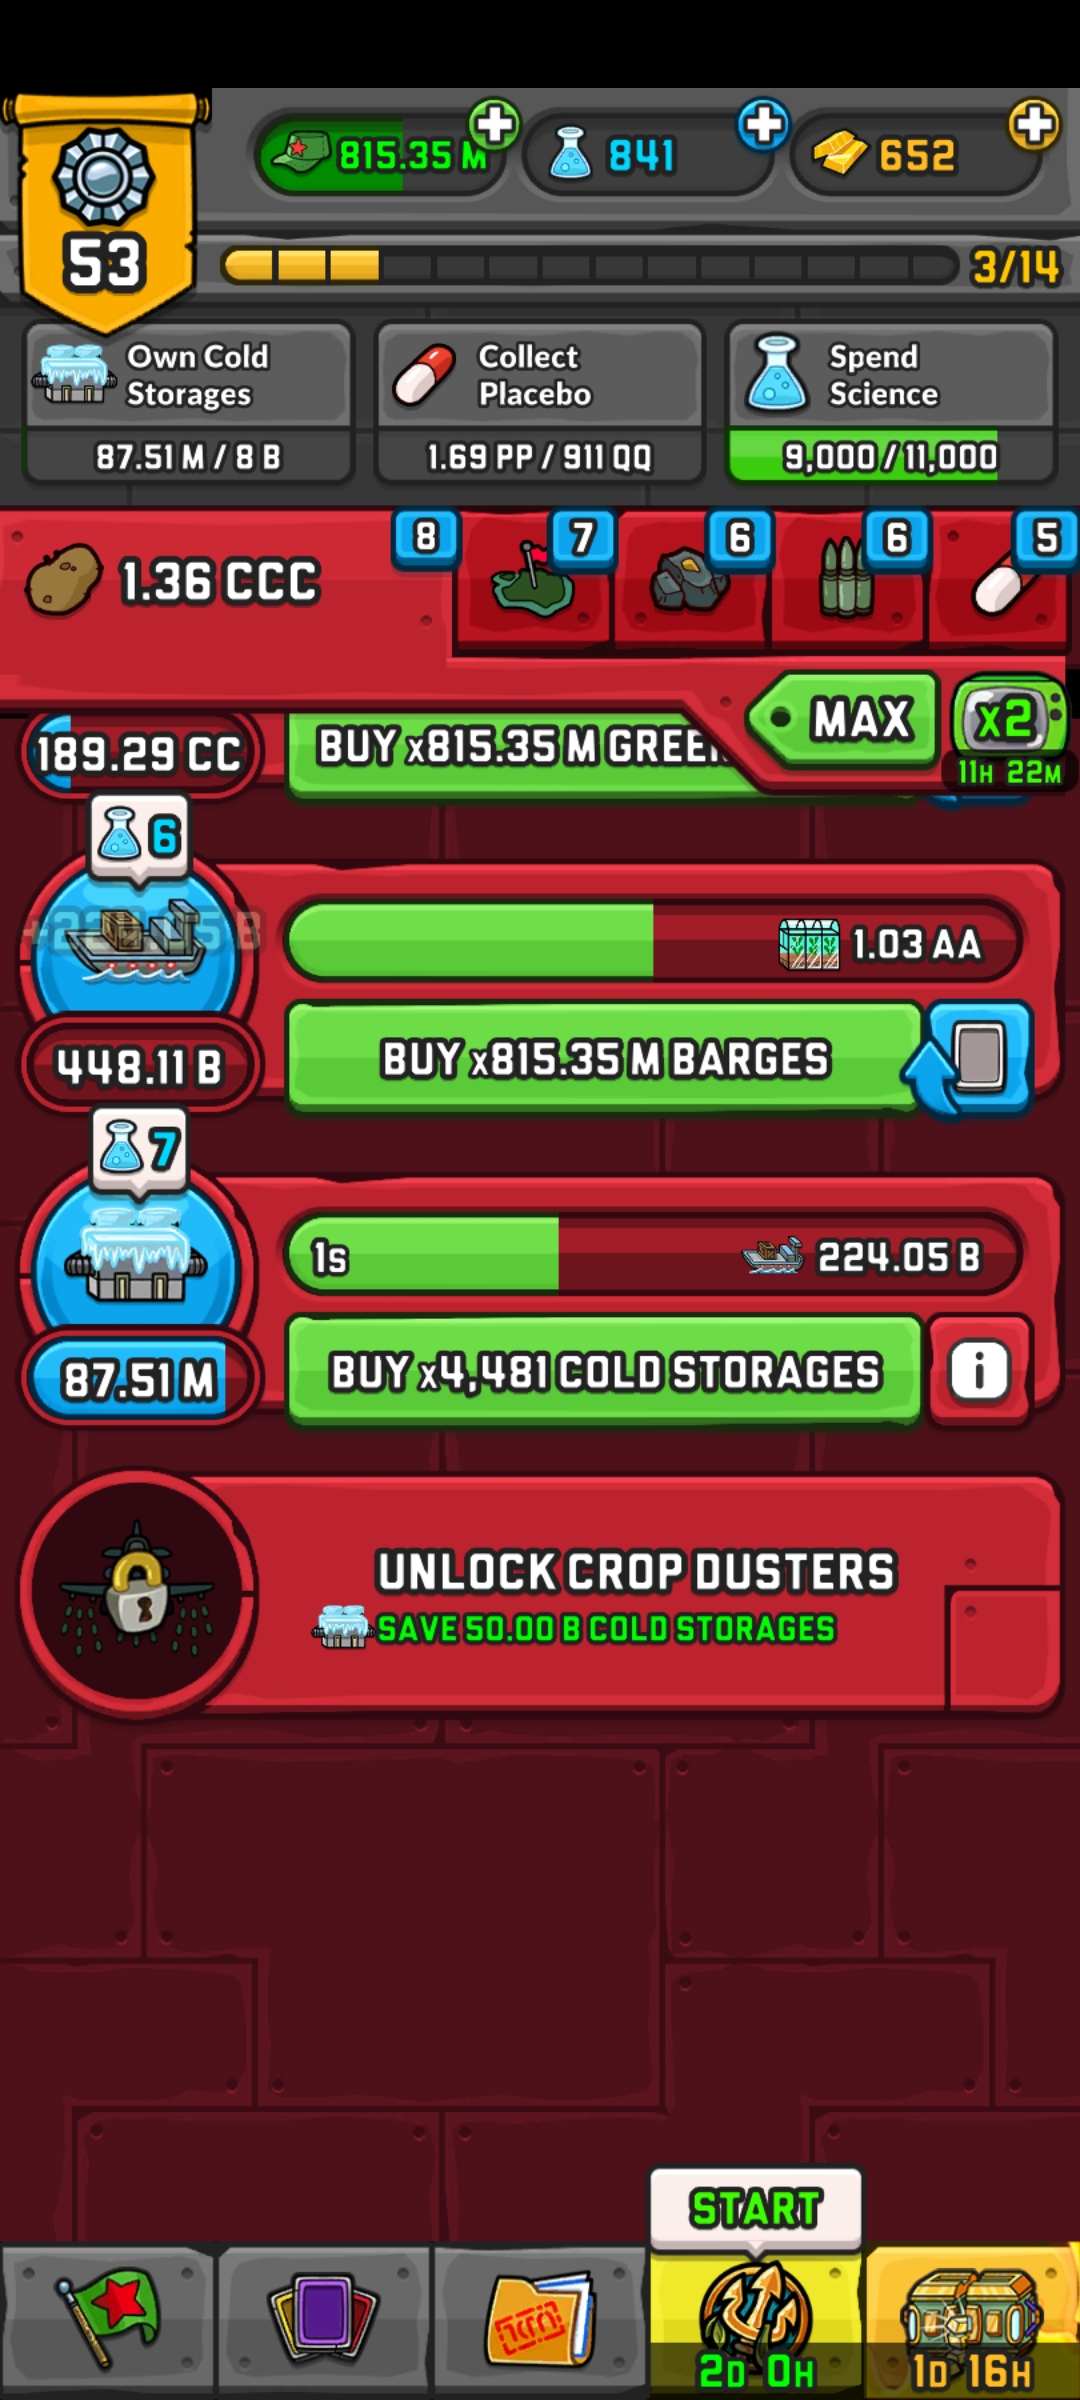 815.35 M
841
652
53
3/14
Own Cold
Storages
87.51 M / 8 B
Collect
Placebo
1.69 PP / 911 QQ
Spend
Science
9,000 / 11,000
1.36 CCC
8
7
6
6
5
MAX
x2
11H 22M
189.29 CC
BUY x815.35 M GREE
6
1.03 AA
448.11 B
BUY x815.35 M BARGES
7
1s
224.05 B
87.51 M
BUY x4,481 COLD STORAGES
i
UNLOCK CROP DUSTERS
SAVE 50.00 B COLD STORAGES
START
2D 0H
1D 16H